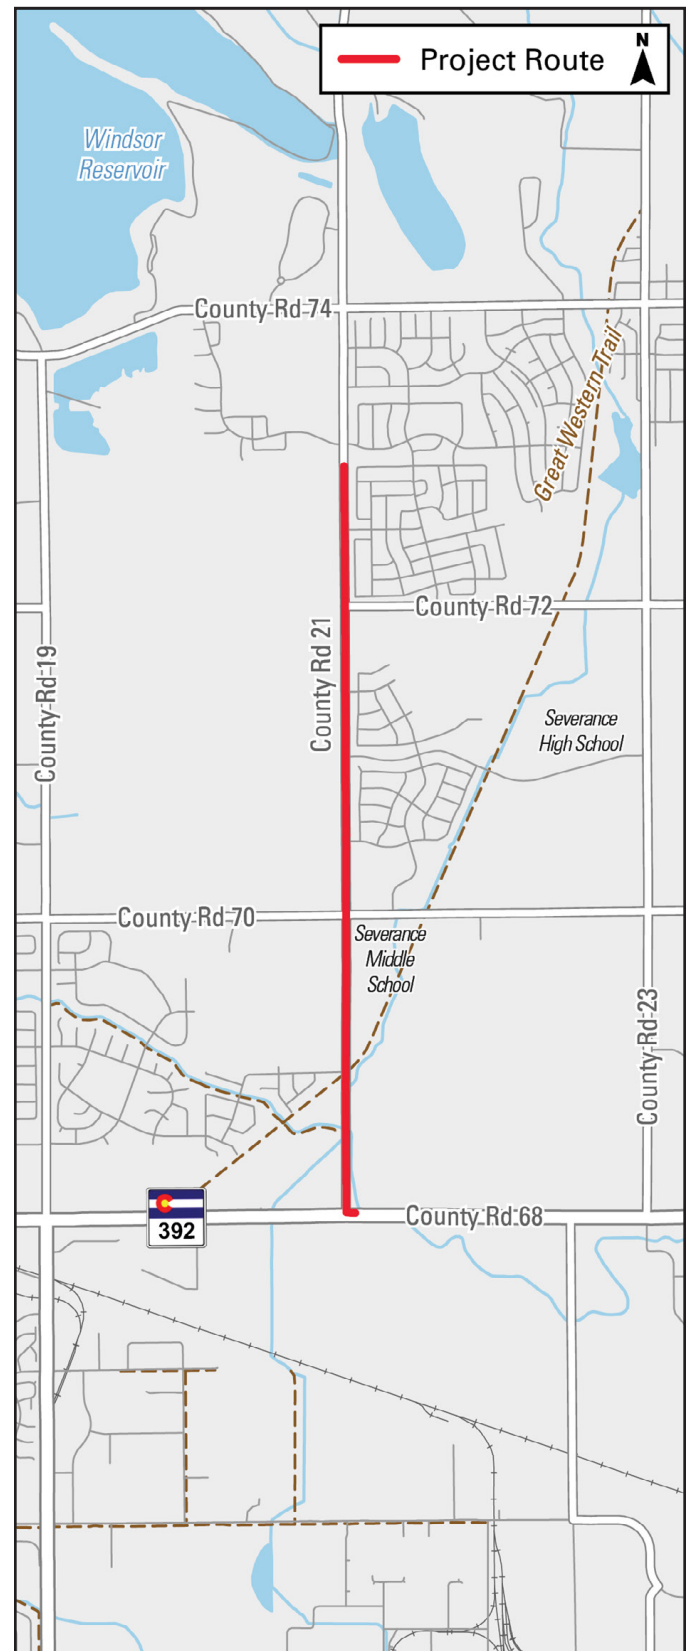 Project Route
N
Windsor
Reservoir
County Rd 74
Great Western Trail
County Rd 72
County Rd 21
County Rd 19
Severance
High School
County Rd 70
Severance
Middle
School
County Rd 23
392
County Rd 68